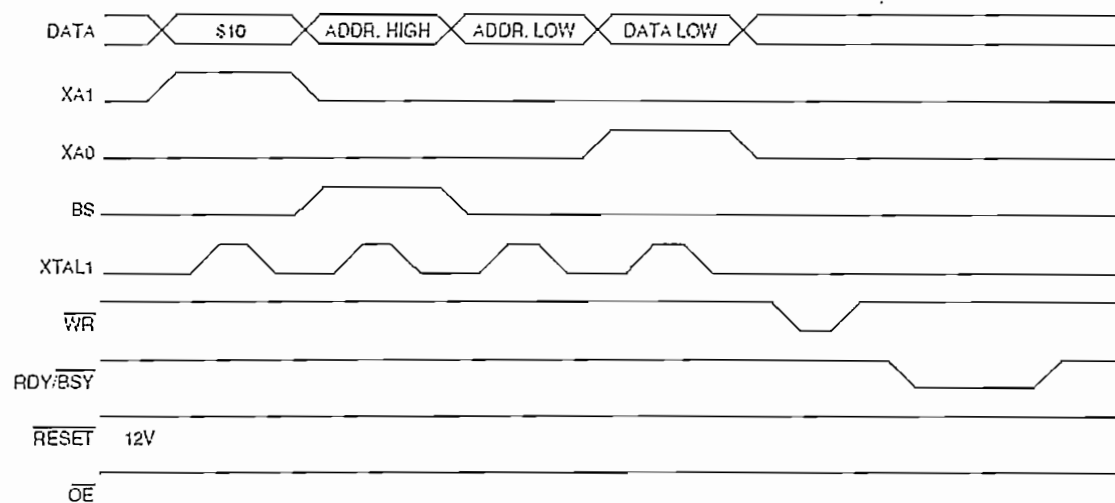 DATA $10 ADDR. HIGH ADDR. LOW DATA LOW
XA1
XA0
BS
XTAL1
WR
RDY/BSY
RESET 12V
OE